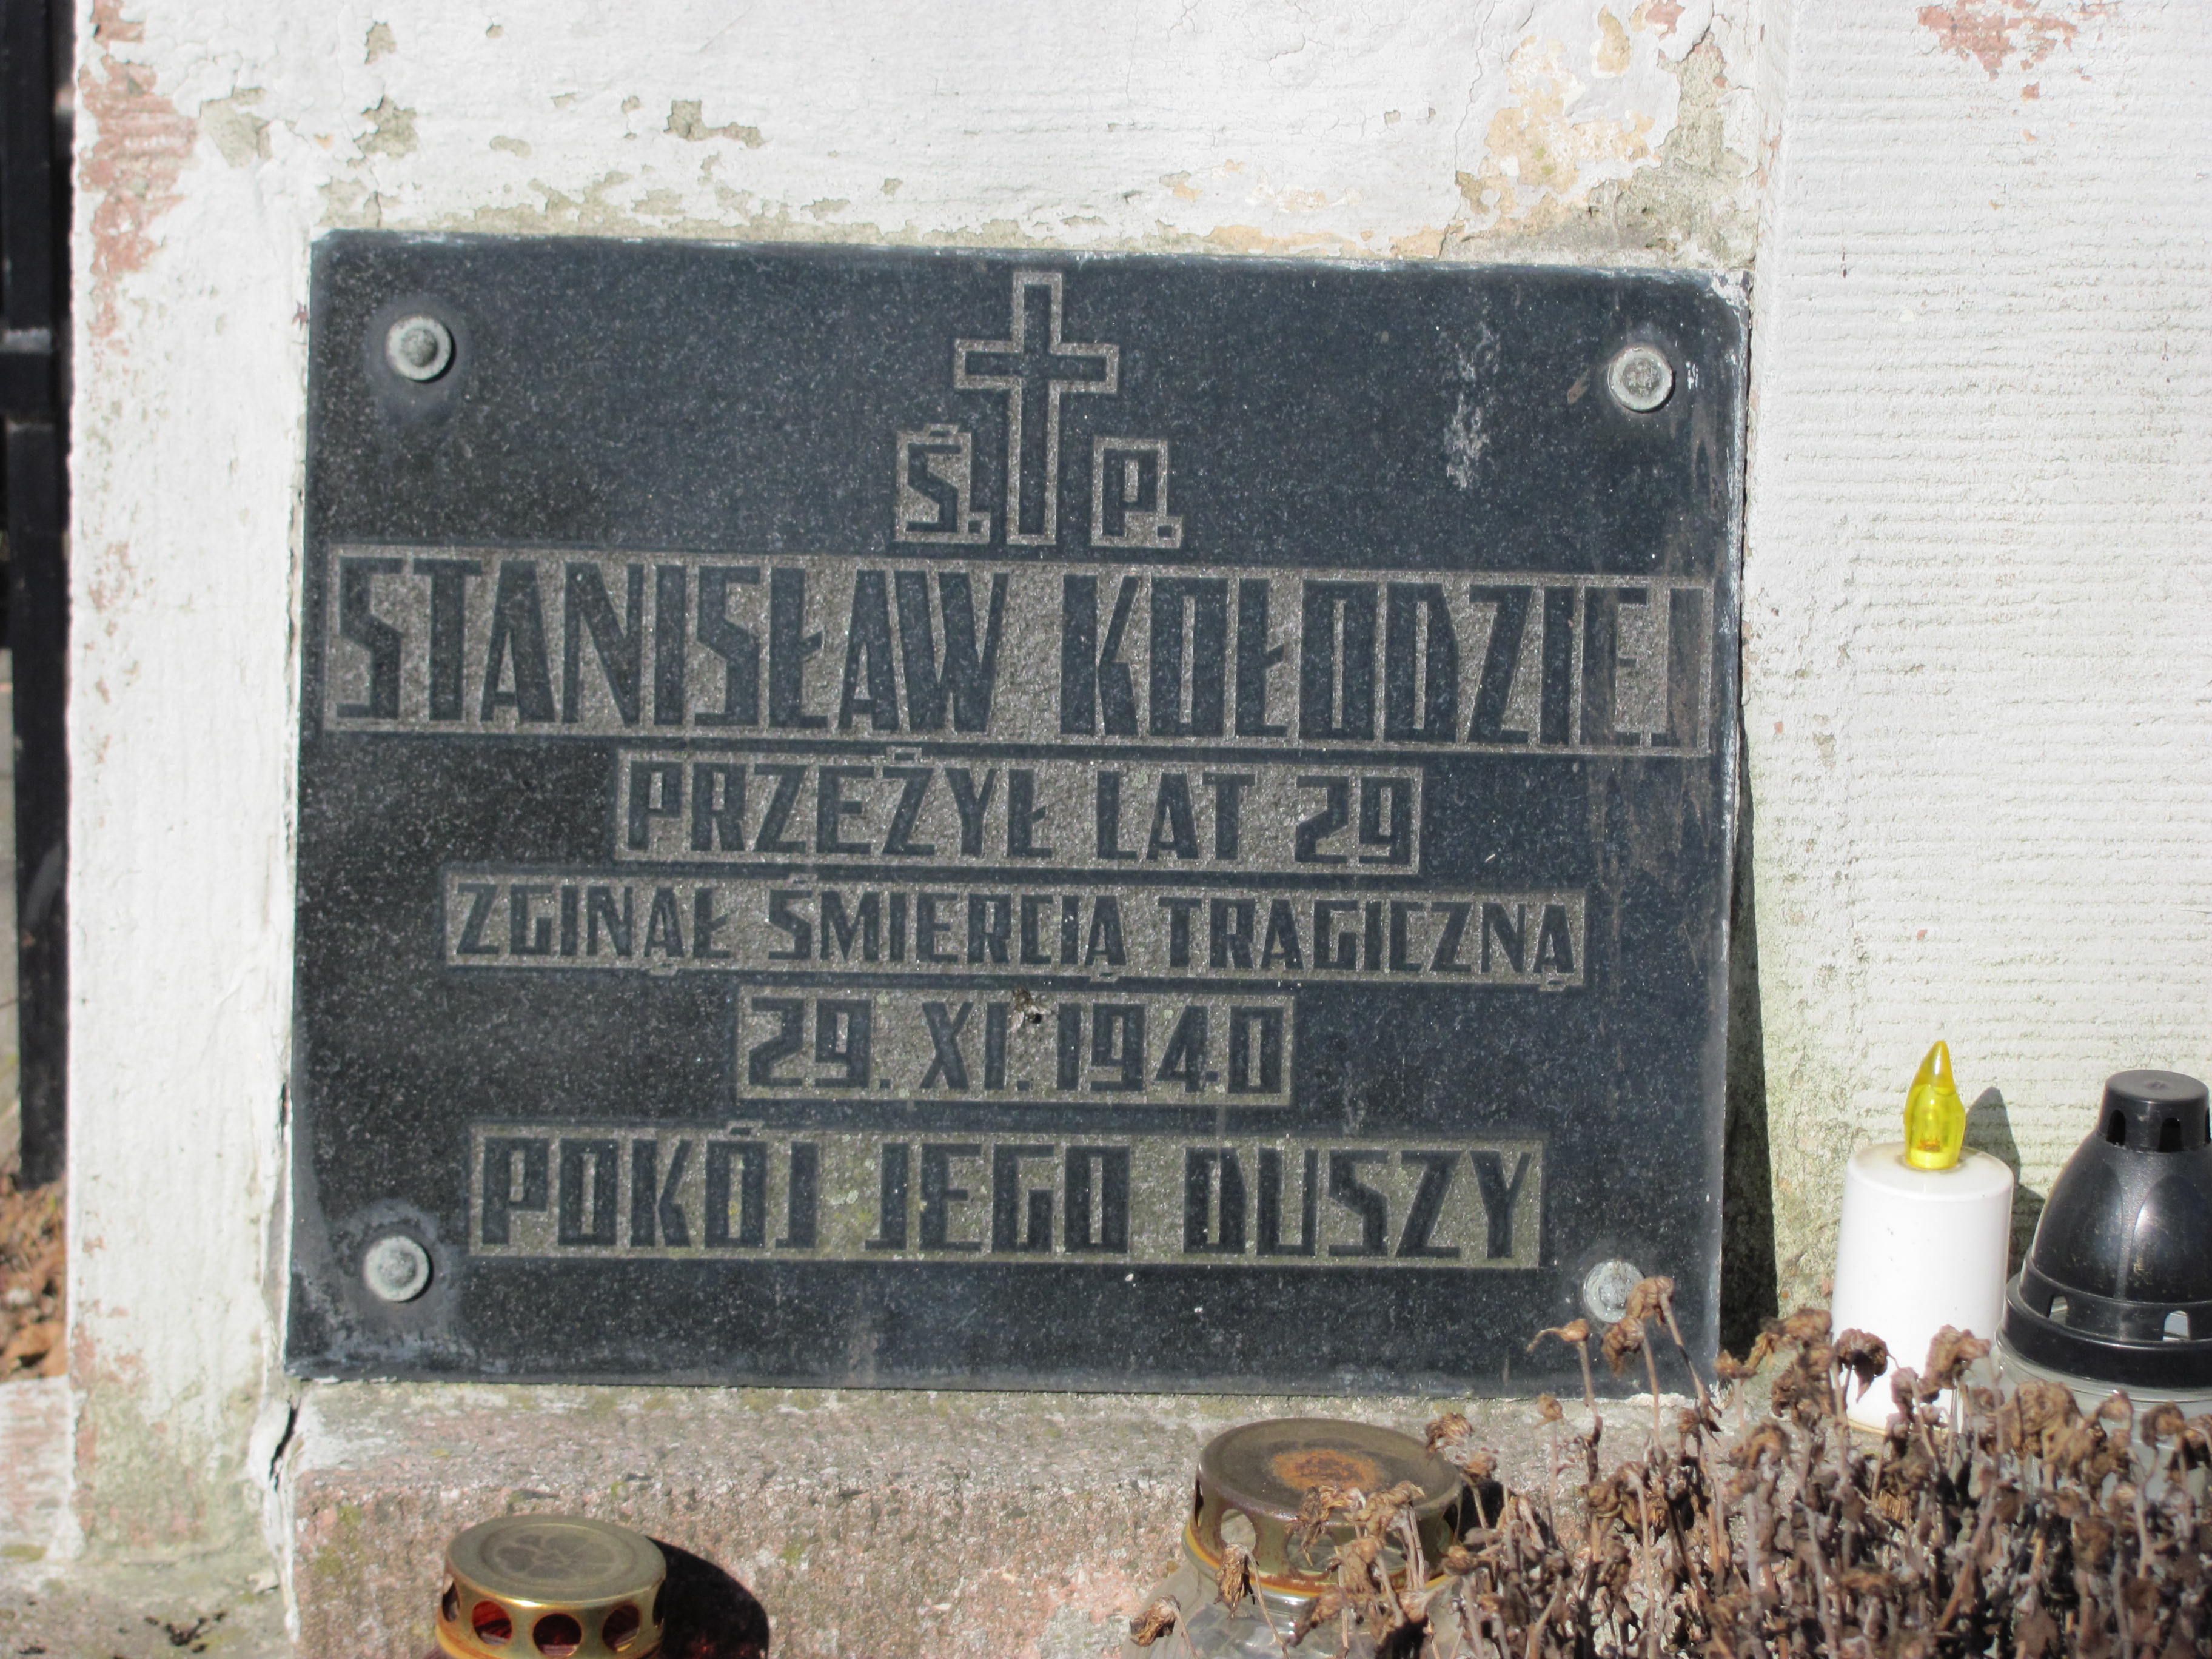 Ś. P.
STANISŁAW KOŁODZIEJ
PRZEŻYŁ LAT 29
ZGINĄŁ ŚMIERCIĄ TRAGICZNĄ
29. XI. 1940
POKÓJ JEGO DUSZY